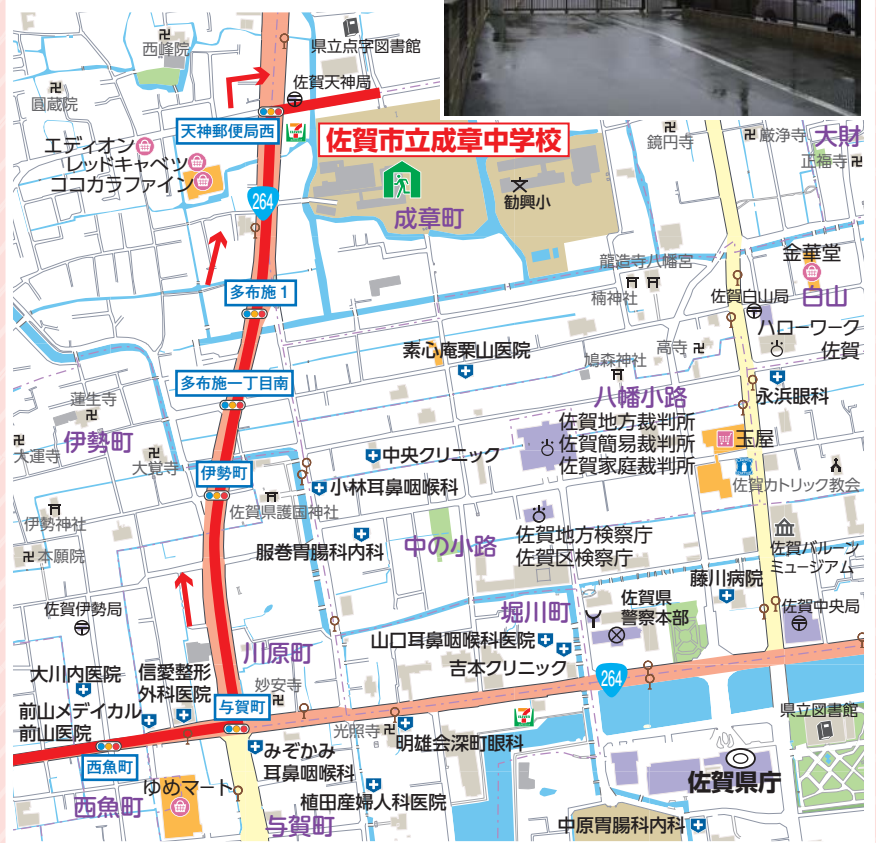 西峰院
県立点字図書館
圓蔵院
佐賀天神局
天神郵便局西
佐賀市立成章中学校
鏡円寺
厳浄寺
大財
正福寺
エディオン
レッドキャベツ
ココカラファイン
264
成章町
勧興小
龍造寺八幡宮
楠神社
金華堂
白山
佐賀白山局
ハローワーク
佐賀
多布施1
素心庵栗山医院
鳩森神社
高寺
永浜眼科
多布施一丁目南
八幡小路
蓮生寺
伊勢町
大運寺
大覚寺
佐賀地方裁判所
佐賀簡易裁判所
佐賀家庭裁判所
玉屋
佐賀カトリック教会
中央クリニック
伊勢町
小林耳鼻咽喉科
佐賀県護国神社
伊勢神社
本願院
服巻胃腸科内科
中の小路
佐賀地方検察庁
佐賀区検察庁
佐賀バルーン
ミュージアム
藤川病院
佐賀伊勢局
堀川町
佐賀県
警察本部
佐賀中央局
川原町
山口耳鼻咽喉科医院
吉本クリニック
大川内医院
信愛整形
外科医院
妙安寺
264
前山メデイカル
前山医院
与賀町
光照寺
明雄会深町眼科
県立図書館
西魚町
みぞかみ
耳鼻咽喉科
佐賀県庁
ゆめマート
西魚町
植田産婦人科医院
与賀町
中原胃腸科内科